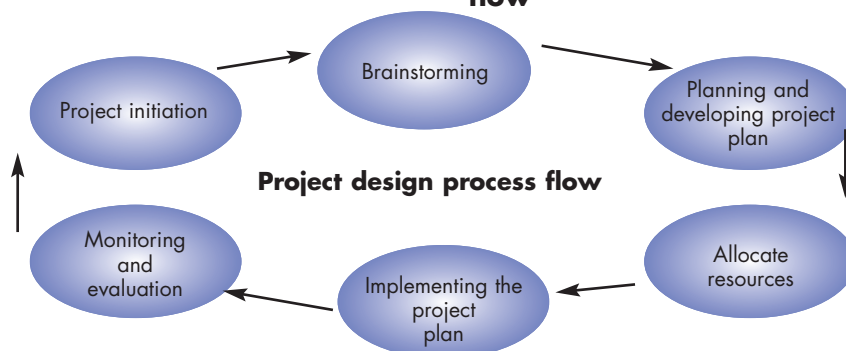 flow
Brainstorming
Project initiation
Planning and
developing project
plan
Project design process flow
Monitoring
and
evaluation
Implementing the
project
plan
Allocate
resources